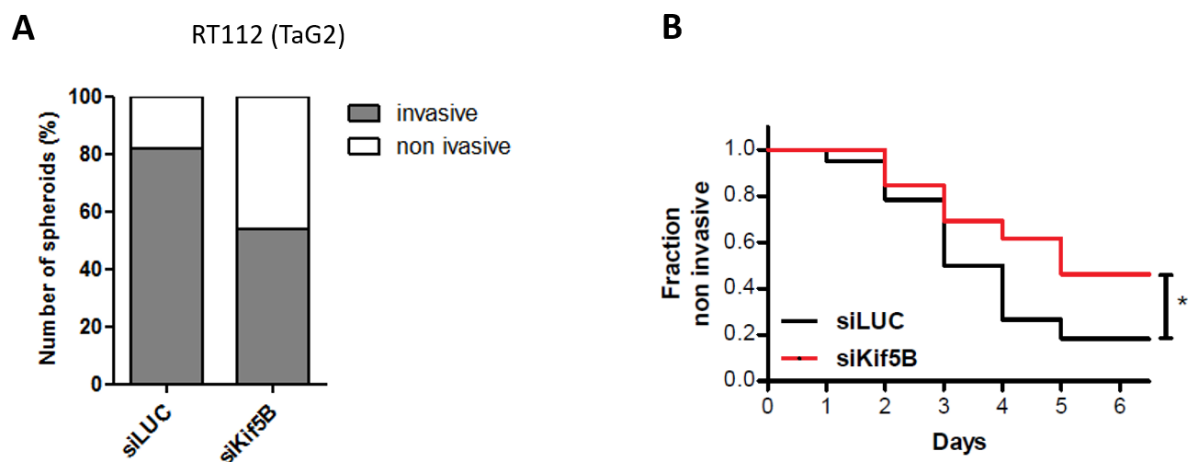 A
RT112 (TaG2)
Number of spheroids (%)
100
80
60
40
20
0
siLUC
siKif5B
invasive
non ivasive
B
Fraction
non invasive
1.0
0.8
0.6
0.4
0.2
0.0
siLUC
siKif5B
*
0 1 2 3 4 5 6
Days